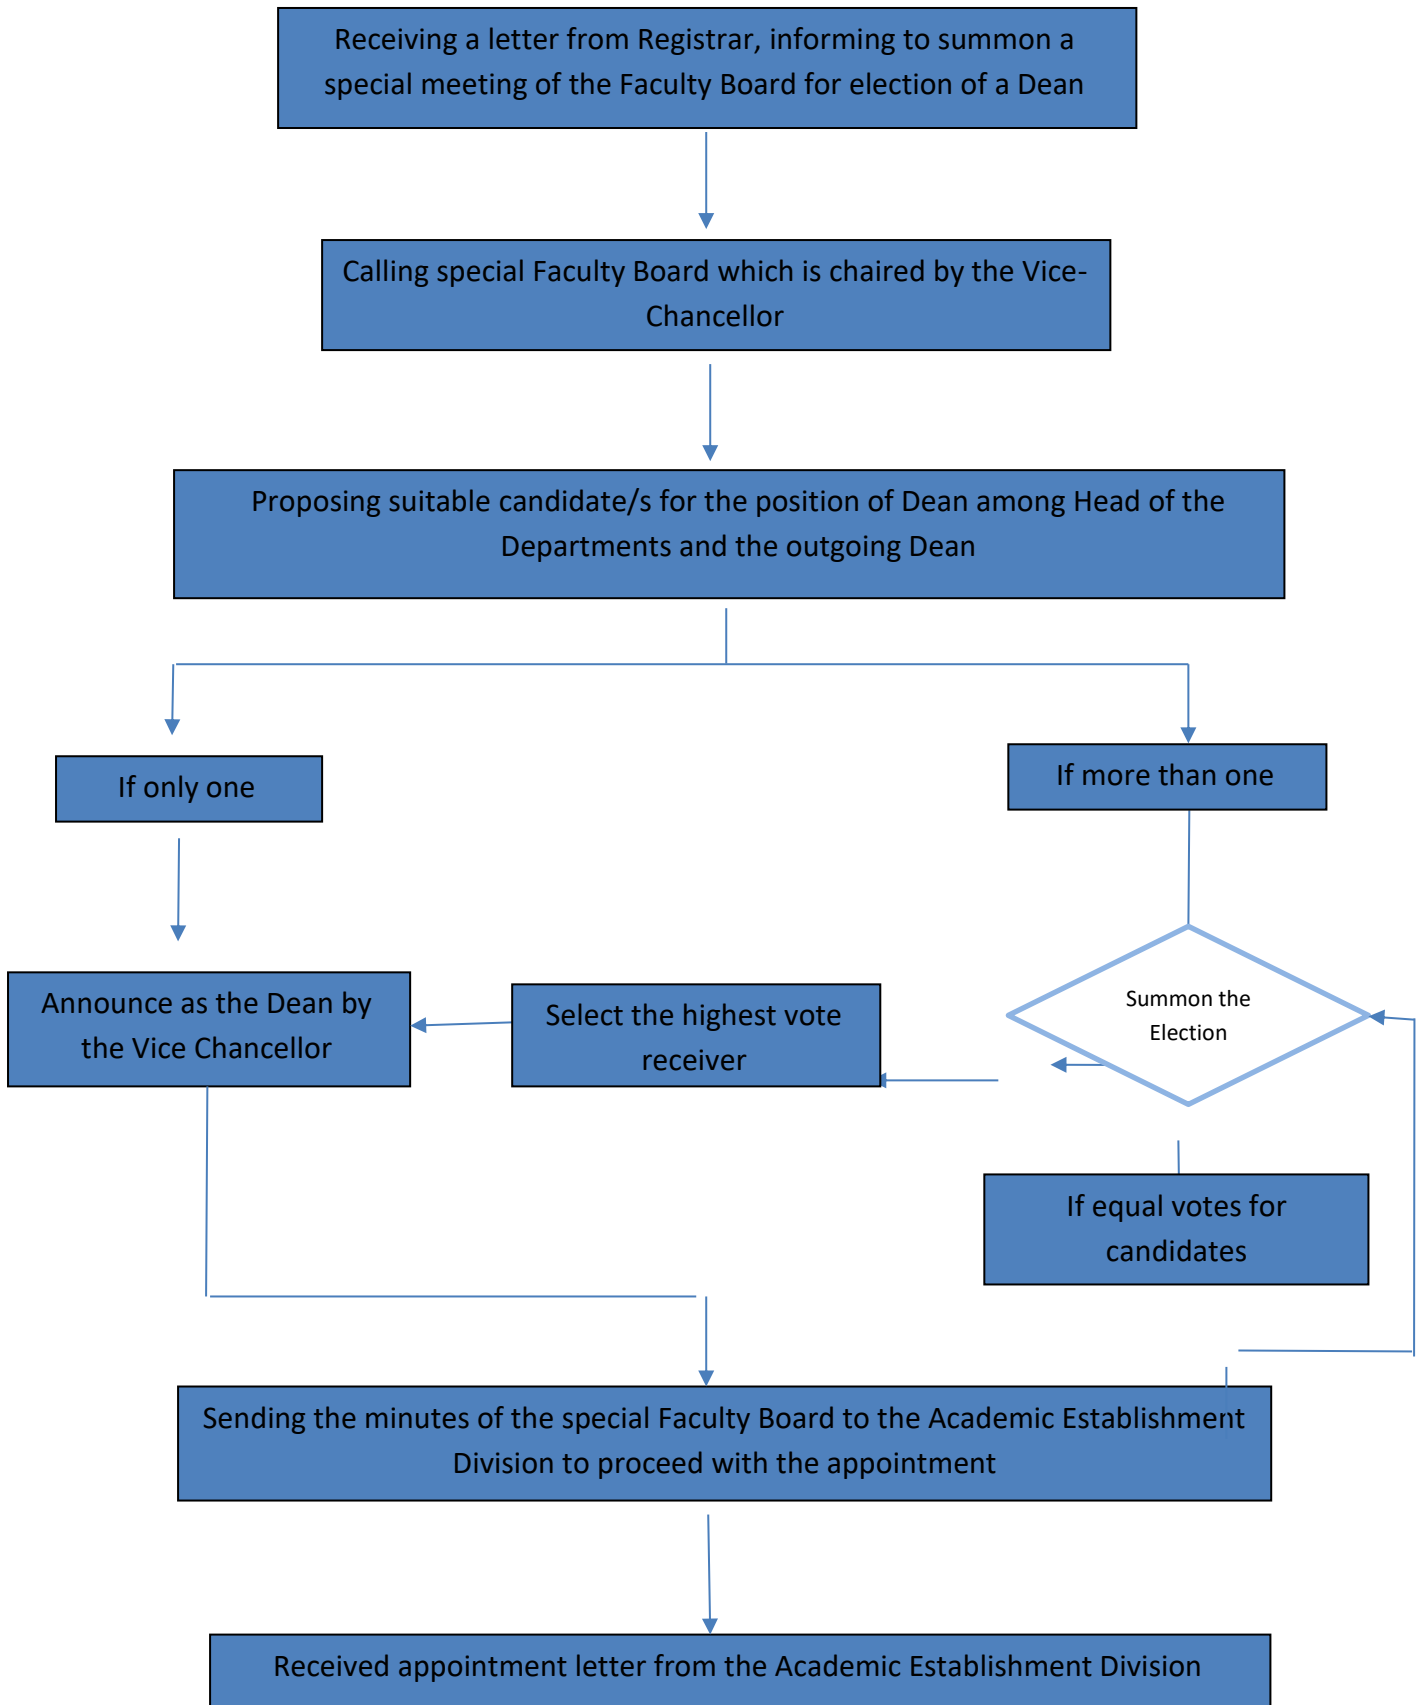 Receiving a letter from Registrar, informing to summon a
special meeting of the Faculty Board for election of a Dean
Calling special Faculty Board which is chaired by the Vice-
Chancellor
Proposing suitable candidate/s for the position of Dean among Head of the
Departments and the outgoing Dean
If only one
If more than one
Announce as the Dean by
the Vice Chancellor
Select the highest vote
receiver
Summon the
Election
If equal votes for
candidates
Sending the minutes of the special Faculty Board to the Academic Establishment
Division to proceed with the appointment
Received appointment letter from the Academic Establishment Division